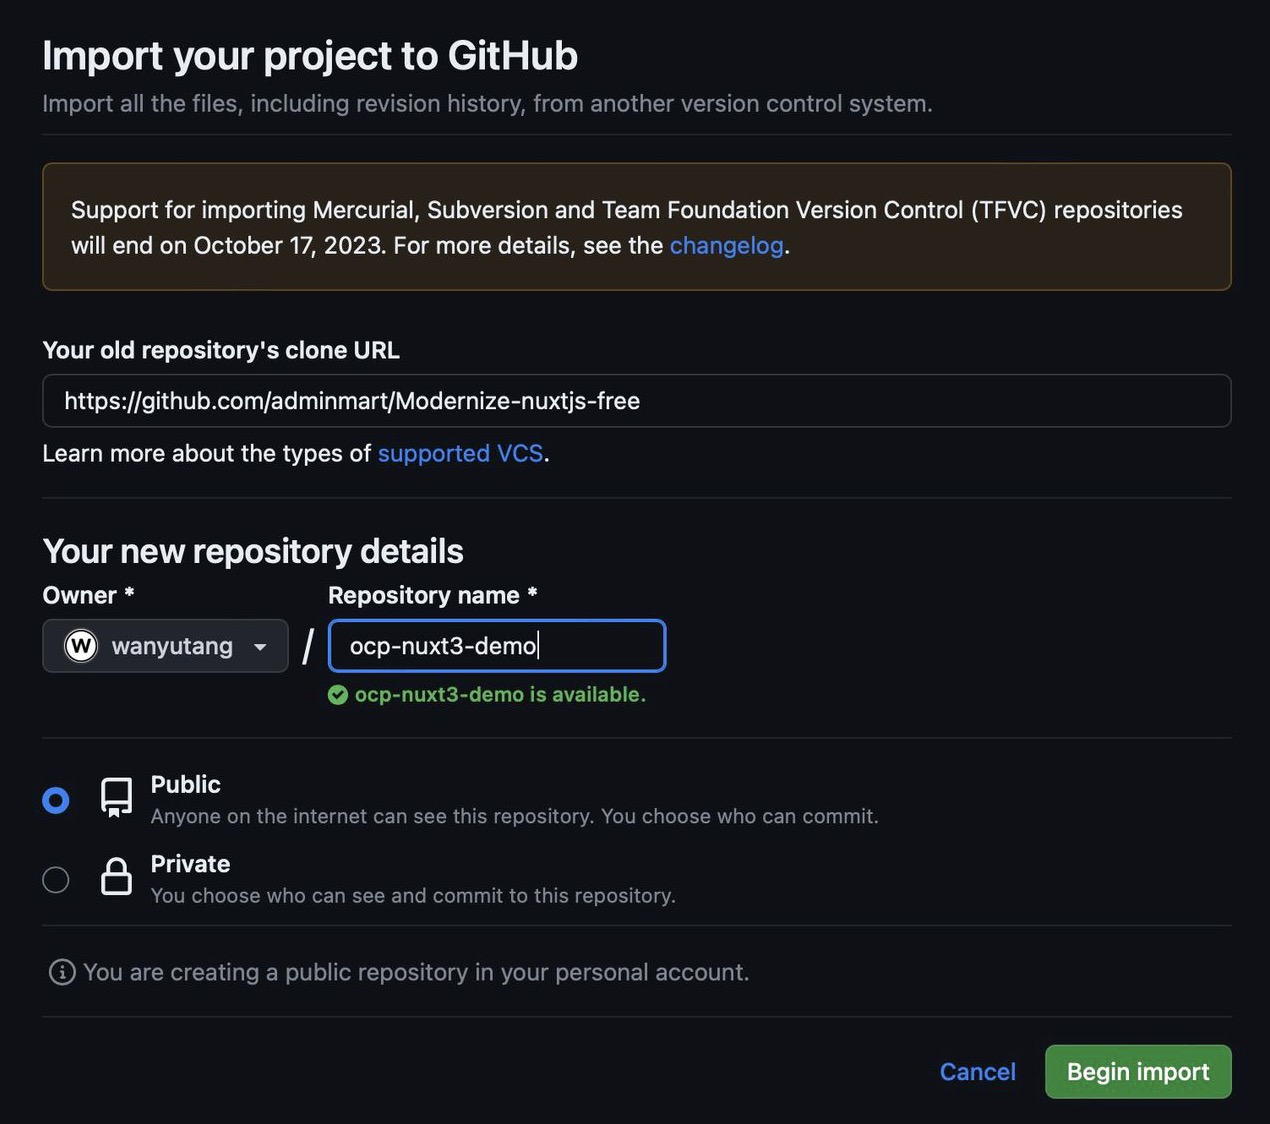 Import your project to GitHub
Import all the files, including revision history, from another version control system.
Support for importing Mercurial, Subversion and Team Foundation Version Control (TFVC) repositories
will end on October 17, 2023. For more details, see the changelog.
Your old repository's clone URL
https://github.com/adminmart/Modernize-nuxtjs-free
Learn more about the types of supported VCS.
Your new repository details
Owner * Repository name *
W wanyutang / ocp-nuxt3-demo
ocp-nuxt3-demo is available.
Public
Anyone on the internet can see this repository. You choose who can commit.
Private
You choose who can see and commit to this repository.
You are creating a public repository in your personal account.
Cancel Begin import